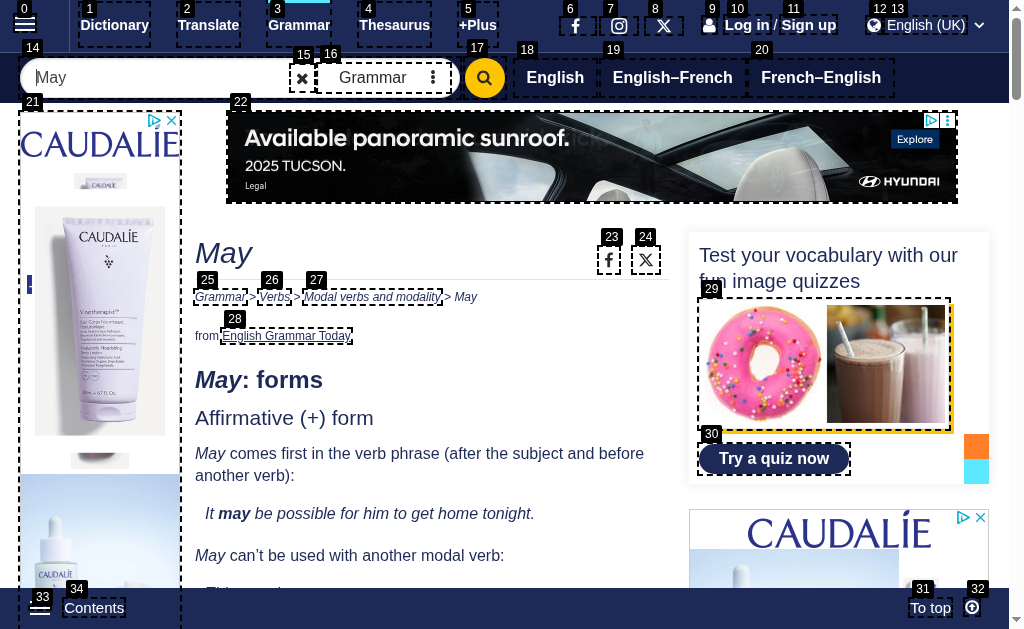 0
1
2
3
4
5
6
7
8
9
10
11
12
13
Dictionary
Translate
Grammar
Thesaurus
+Plus
Log in / Sign up
English (UK)
14
15
16
17
18
19
20
May
Grammar
English
English–French
French–English
21
22
CAUDALÍE
Available panoramic sunroof.
2025 TUCSON.
Legal
Explore
HYUNDAI
CAUDALÍE
Vinotherapist
May
23
24
25
26
27
Grammar > Verbs > Modal verbs and modality > May
28
from English Grammar Today
May: forms
Affirmative (+) form
May comes first in the verb phrase (after the subject and before
another verb):
It may be possible for him to get home tonight.
May can’t be used with another modal verb:
Test your vocabulary with our
fun image quizzes
29
30
Try a quiz now
CAUDALÍE
CAUDALÍE
33
34
Contents
31
32
To top